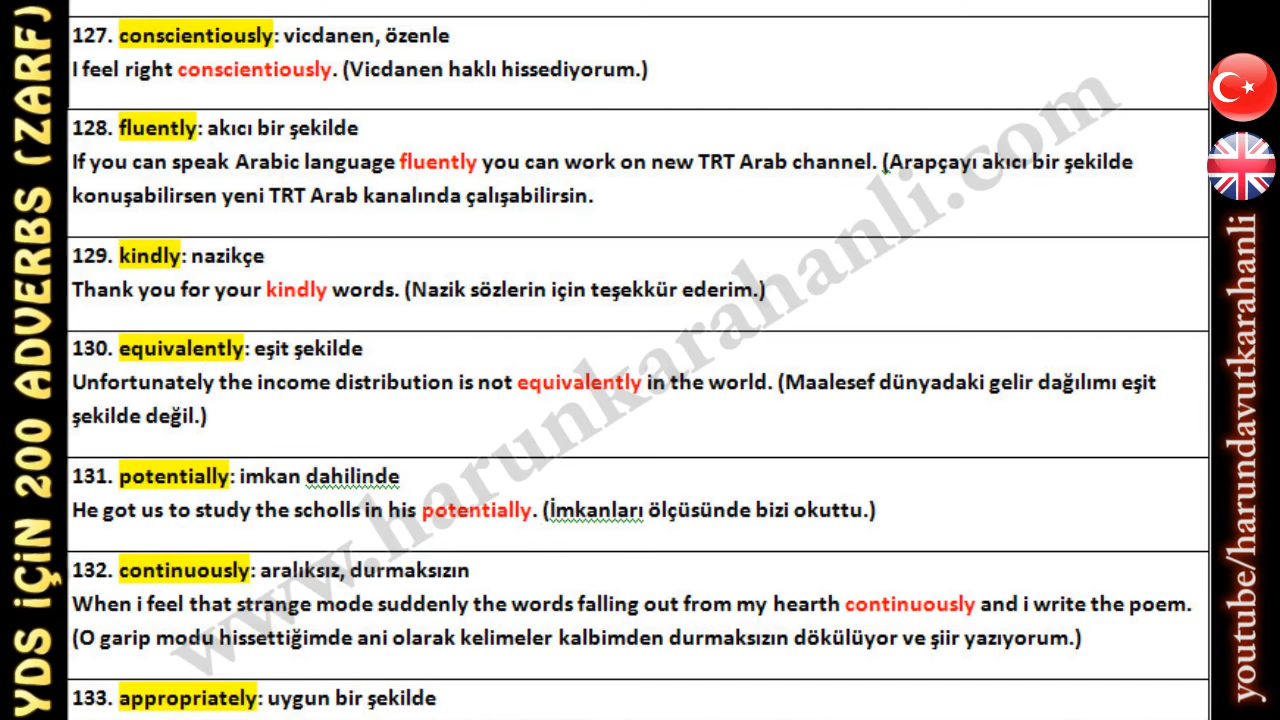 YDS İÇİN 200 ADVERBS (ZARF)
127. conscientiously: vicdanen, özenle
I feel right conscientiously. (Vicdanen haklı hissediyorum.)
128. fluently: akıcı bir şekilde
If you can speak Arabic language fluently you can work on new TRT Arab channel. (Arapçayı akıcı bir şekilde
konuşabilirsen yeni TRT Arab kanalında çalışabilirsin.
129. kindly: nazikçe
Thank you for your kindly words. (Nazik sözlerin için teşekkür ederim.)
130. equivalently: eşit şekilde
Unfortunately the income distribution is not equivalently in the world. (Maalesef dünyadaki gelir dağılımı eşit
şekilde değil.)
131. potentially: imkan dahilinde
He got us to study the scholls in his potentially. (İmkanları ölçüsünde bizi okuttu.)
132. continuously: aralıksız, durmaksızın
When i feel that strange mode suddenly the words falling out from my hearth continuously and i write the poem.
(O garip modu hissettiğimde ani olarak kelimeler kalbimden durmaksızın dökülüyor ve şiir yazıyorum.)
133. appropriately: uygun bir şekilde
www.harunkarahanli.com
youtube/harundavutkarahanli